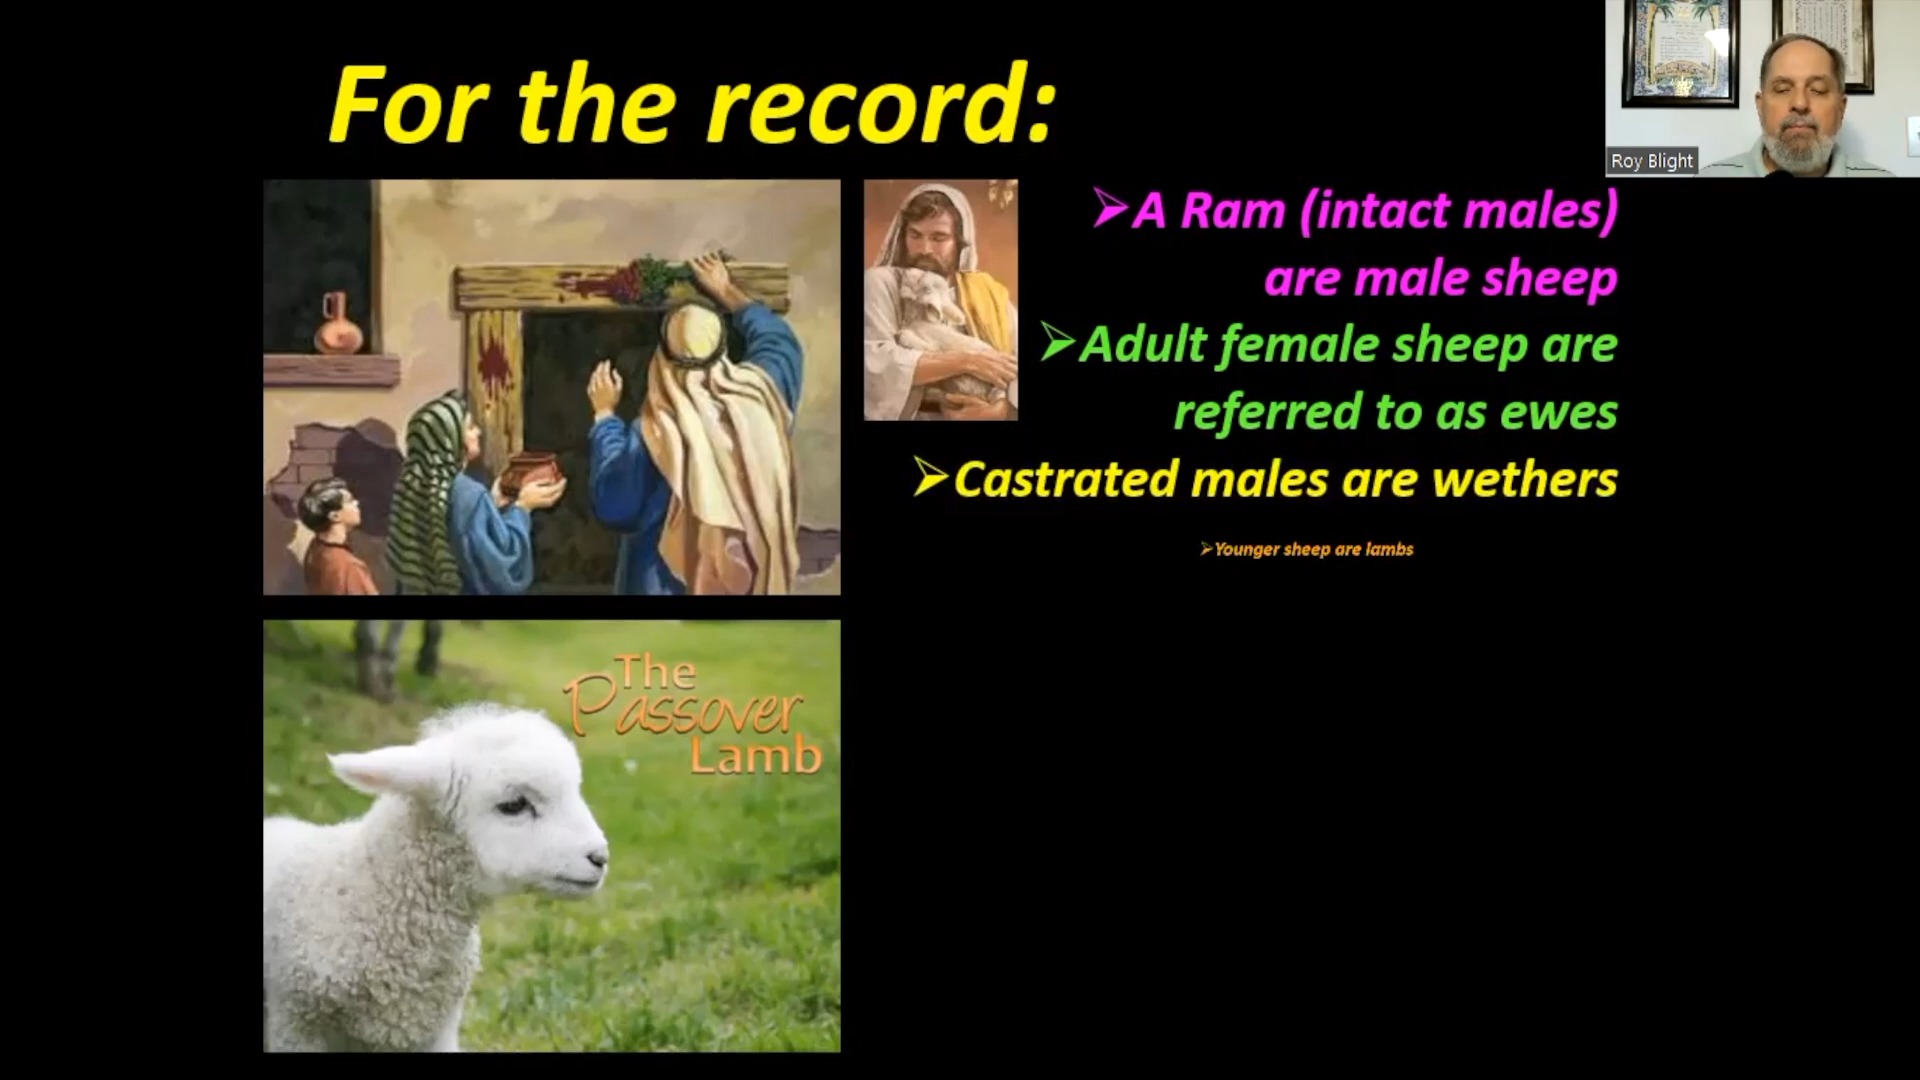 For the record:
Roy Blight
➢A Ram (intact males)
are male sheep
➢Adult female sheep are
referred to as ewes
➢Castrated males are wethers
➢Younger sheep are lambs
The
Passover
Lamb